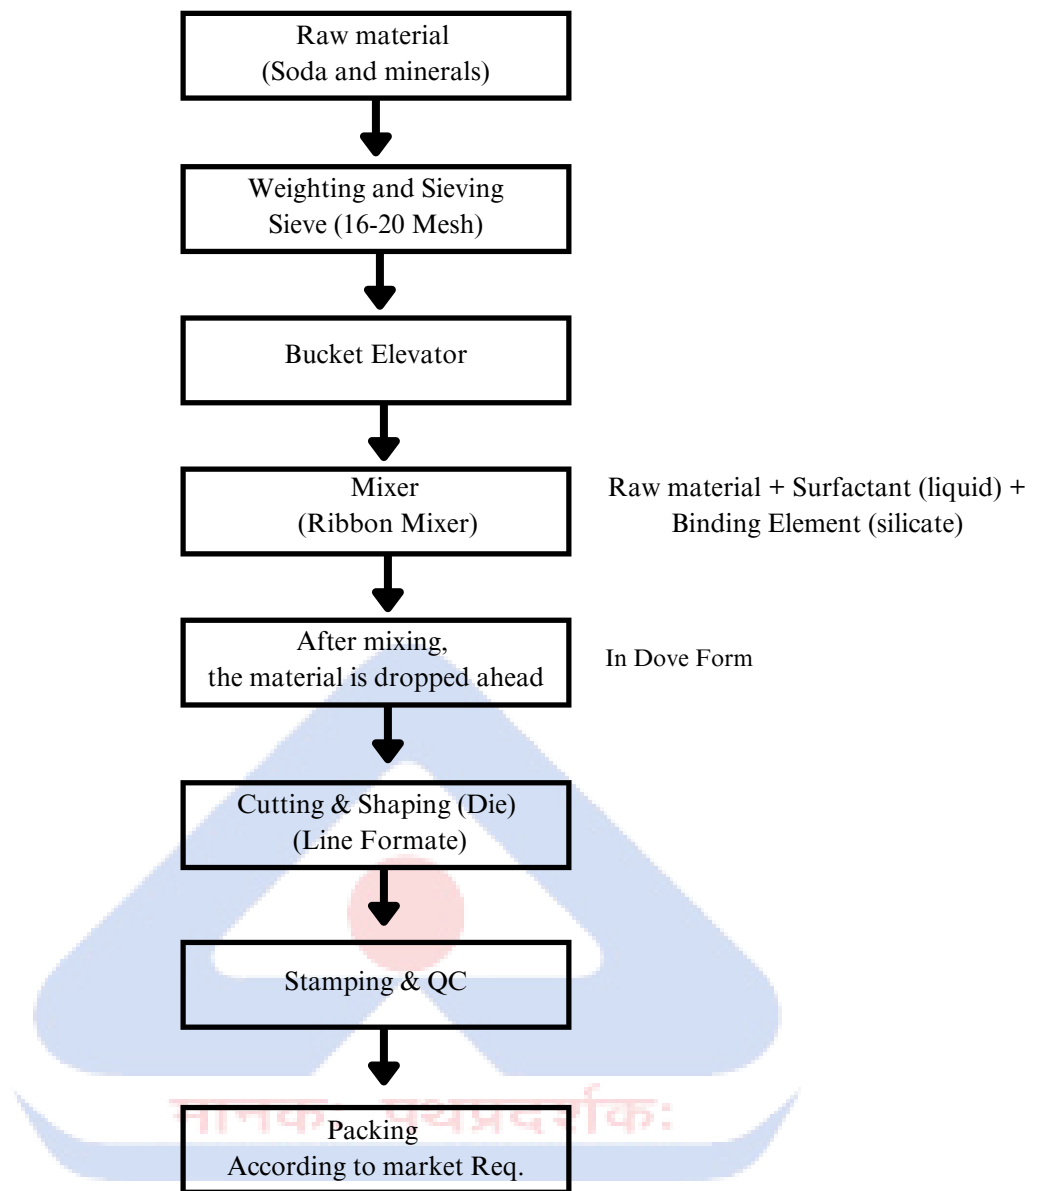 Raw material
(Soda and minerals)
Weighting and Sieving
Sieve (16-20 Mesh)
Bucket Elevator
Mixer
(Ribbon Mixer)
Raw material + Surfactant (liquid) +
Binding Element (silicate)
After mixing,
the material is dropped ahead
In Dove Form
Cutting & Shaping (Die)
(Line Formate)
Stamping & QC
मानकः पथप्रदर्शकः
Packing
According to market Req.